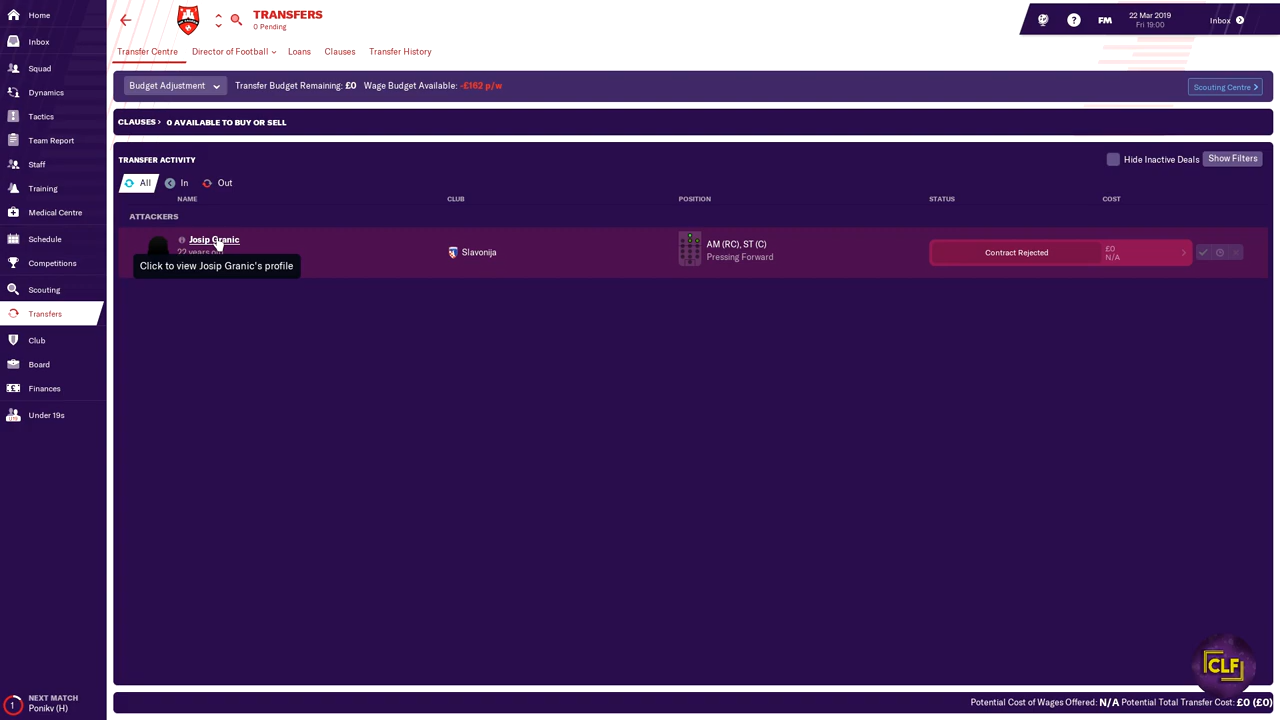 Home
Inbox
Squad
Dynamics
Tactics
Team Report
Staff
Training
Medical Centre
Schedule
Competitions
Scouting
Transfers
Club
Board
Finances
Under 19s
1
NEXT MATCH
Ponikv (H)
TRANSFERS
0 Pending
?
FM
22 Mar 2019
Fri 19:00
Inbox
Transfer Centre
Director of Football
Loans
Clauses
Transfer History
Budget Adjustment
Transfer Budget Remaining: £0
Wage Budget Available: -£162 p/w
Scouting Centre >
CLAUSES > 0 AVAILABLE TO BUY OR SELL
TRANSFER ACTIVITY
Hide Inactive Deals
Show Filters
All
In
Out
NAME
CLUB
POSITION
STATUS
COST
ATTACKERS
Josip Granic
22 years
Click to view Josip Granic's profile
Slavonija
AM (RC), ST (C)
Pressing Forward
Contract Rejected
£0
N/A
CLF
Potential Cost of Wages Offered: N/A Potential Total Transfer Cost: £0 (£0)